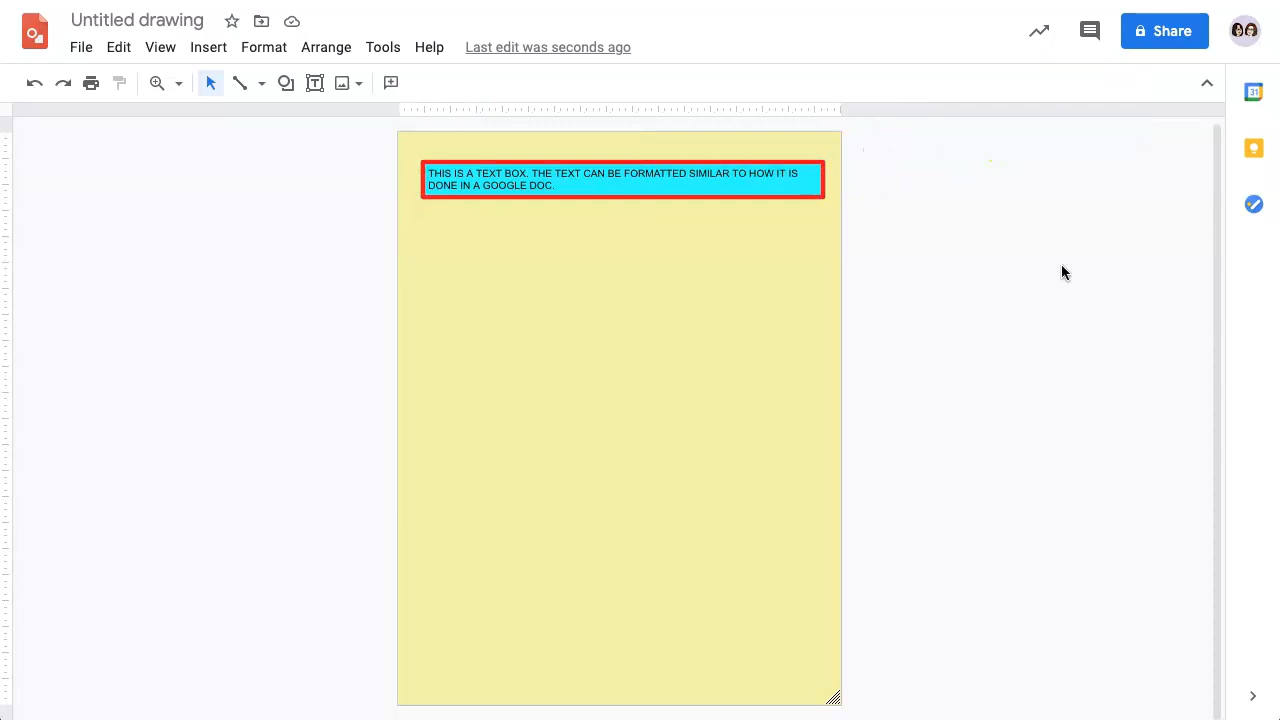 Untitled drawing
File Edit View Insert Format Arrange Tools Help Last edit was seconds ago
Share
31
THIS IS A TEXT BOX. THE TEXT CAN BE FORMATTED SIMILAR TO HOW IT IS
DONE IN A GOOGLE DOC.